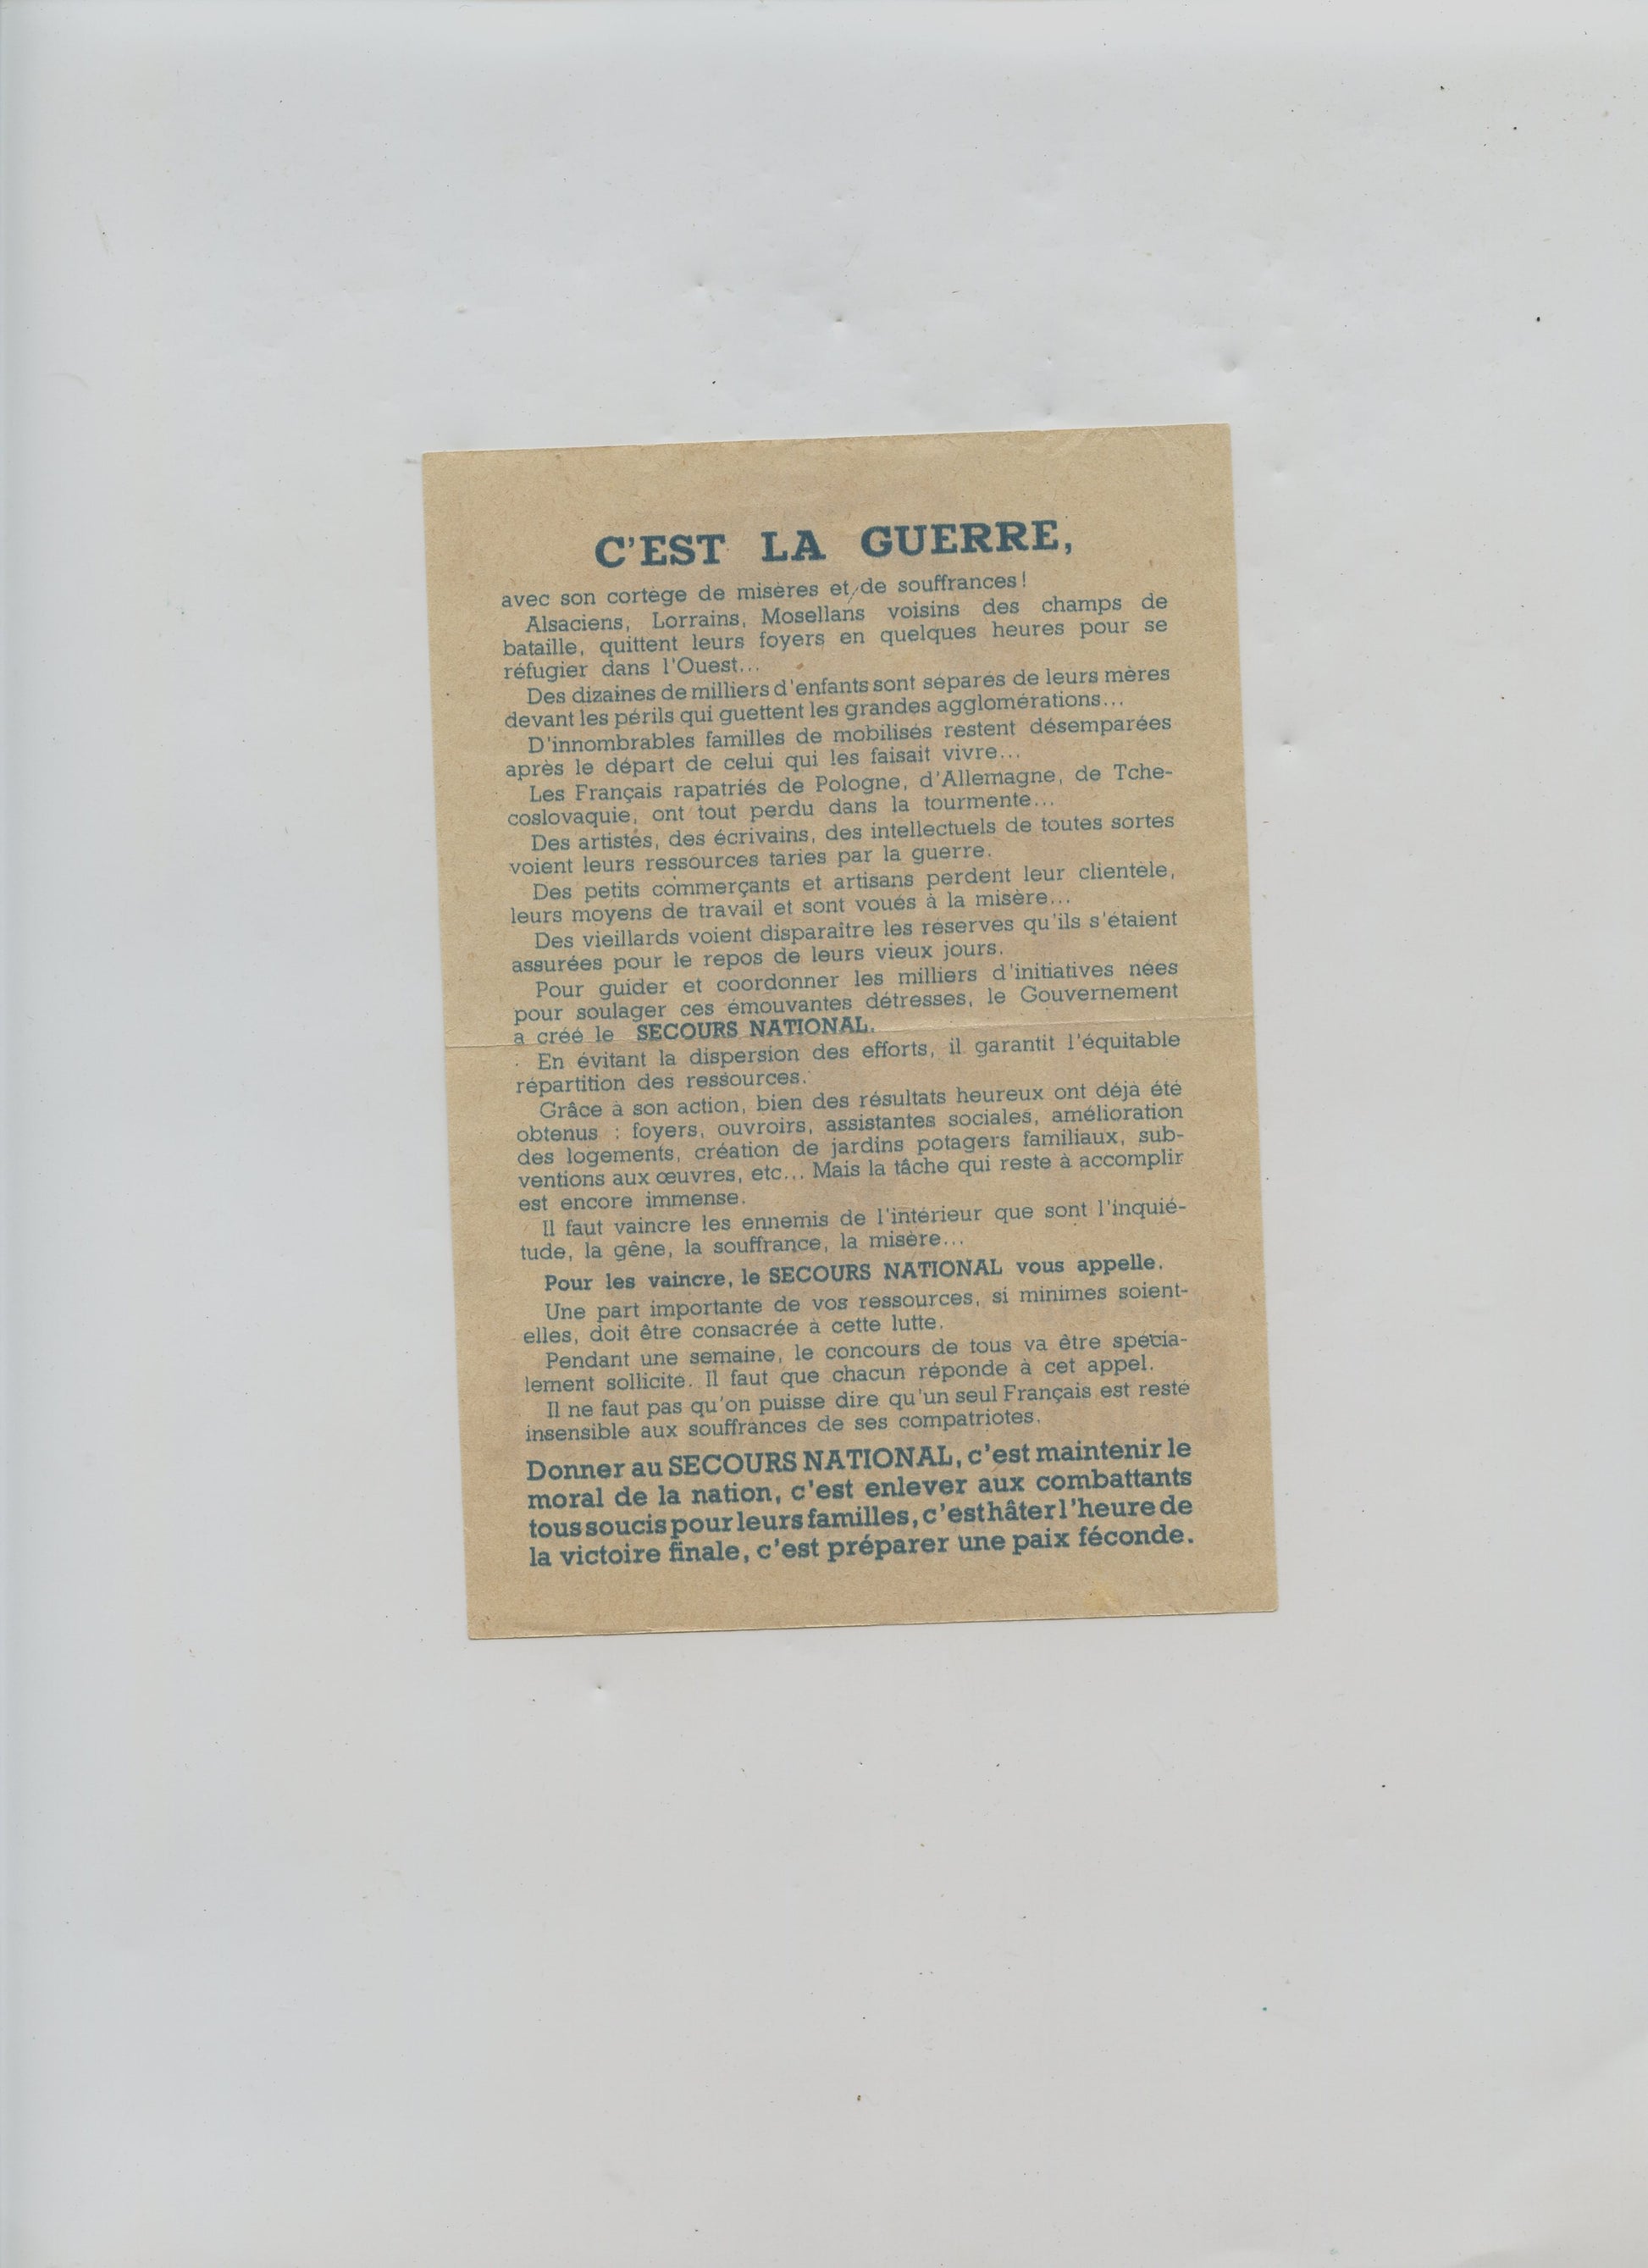 C'EST LA GUERRE,
avec son cortège de misères et de souffrances !
Alsaciens, Lorrains, Mosellans voisins des champs de
bataille, quittent leurs foyers en quelques heures pour se
réfugier dans l'Ouest...
Des dizaines de milliers d'enfants sont séparés de leurs mères
devant les périls qui guettent les grandes agglomérations...
D'innombrables familles de mobilisés restent désemparées
après le départ de celui qui les faisait vivre...
Les Français rapatriés de Pologne, d'Allemagne, de Tche-
coslovaquie, ont tout perdu dans la tourmente...
Des artistes, des écrivains, des intellectuels de toutes sortes
voient leurs ressources taries par la guerre.
Des petits commerçants et artisans perdent leur clientèle,
leurs moyens de travail et sont voués à la misère...
Des vieillards voient disparaître les réserves qu'ils s'étaient
assurées pour le repos de leurs vieux jours.
Pour guider et coordonner les milliers d'initiatives nées
pour soulager ces émouvantes détresses, le Gouvernement
a créé le SECOURS NATIONAL.
En évitant la dispersion des efforts, il garantit l'équitable
répartition des ressources.
Grâce à son action, bien des résultats heureux ont déjà été
obtenus : foyers, ouvroirs, assistantes sociales, amélioration
des logements, création de jardins potagers familiaux, sub-
ventions aux œuvres, etc... Mais la tâche qui reste à accomplir
est encore immense.
Il faut vaincre les ennemis de l'intérieur que sont l'inquié-
tude, la gêne, la souffrance, la misère...
Pour les vaincre, le SECOURS NATIONAL vous appelle.
Une part importante de vos ressources, si minimes soient-
elles, doit être consacrée à cette lutte.
Pendant une semaine, le concours de tous va être spécia-
lement sollicité. Il faut que chacun réponde à cet appel.
Il ne faut pas qu'on puisse dire qu'un seul Français est resté
insensible aux souffrances de ses compatriotes.
Donner au SECOURS NATIONAL, c'est maintenir le
moral de la nation, c'est enlever aux combattants
tous soucis pour leurs familles, c'est hâter l'heure de
la victoire finale, c'est préparer une paix féconde.